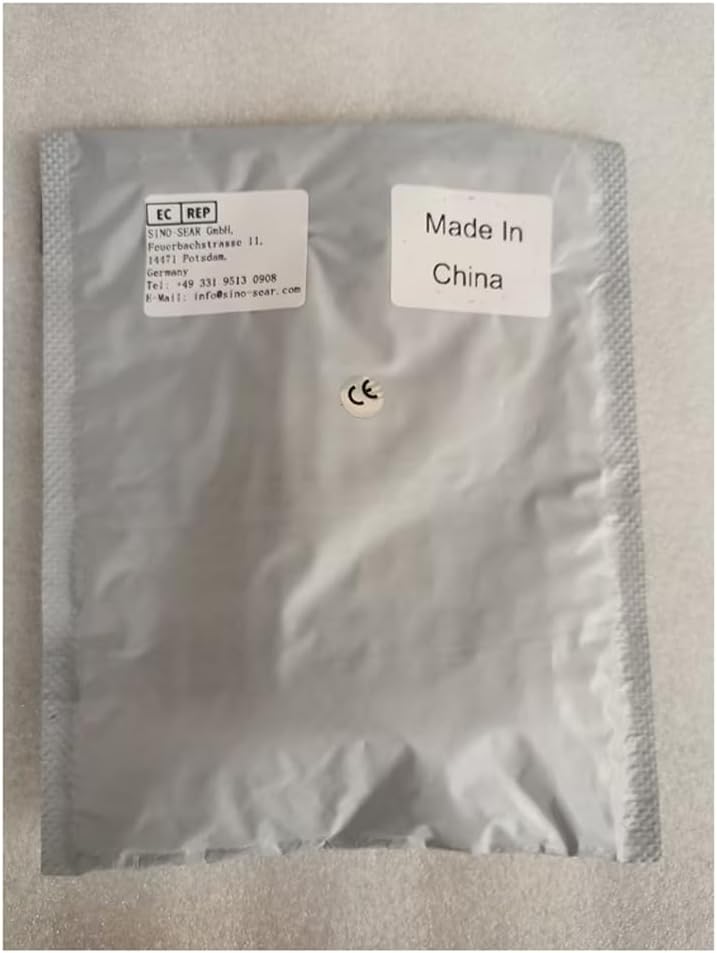 EC REP
SINO-SEAR GmbH,
Feuerbachstrasse 11,
14471 Potsdam,
Germany
Tel: +49 331 9513 0908
E-Mail: info@sino-sear.com
Made In
China
CE